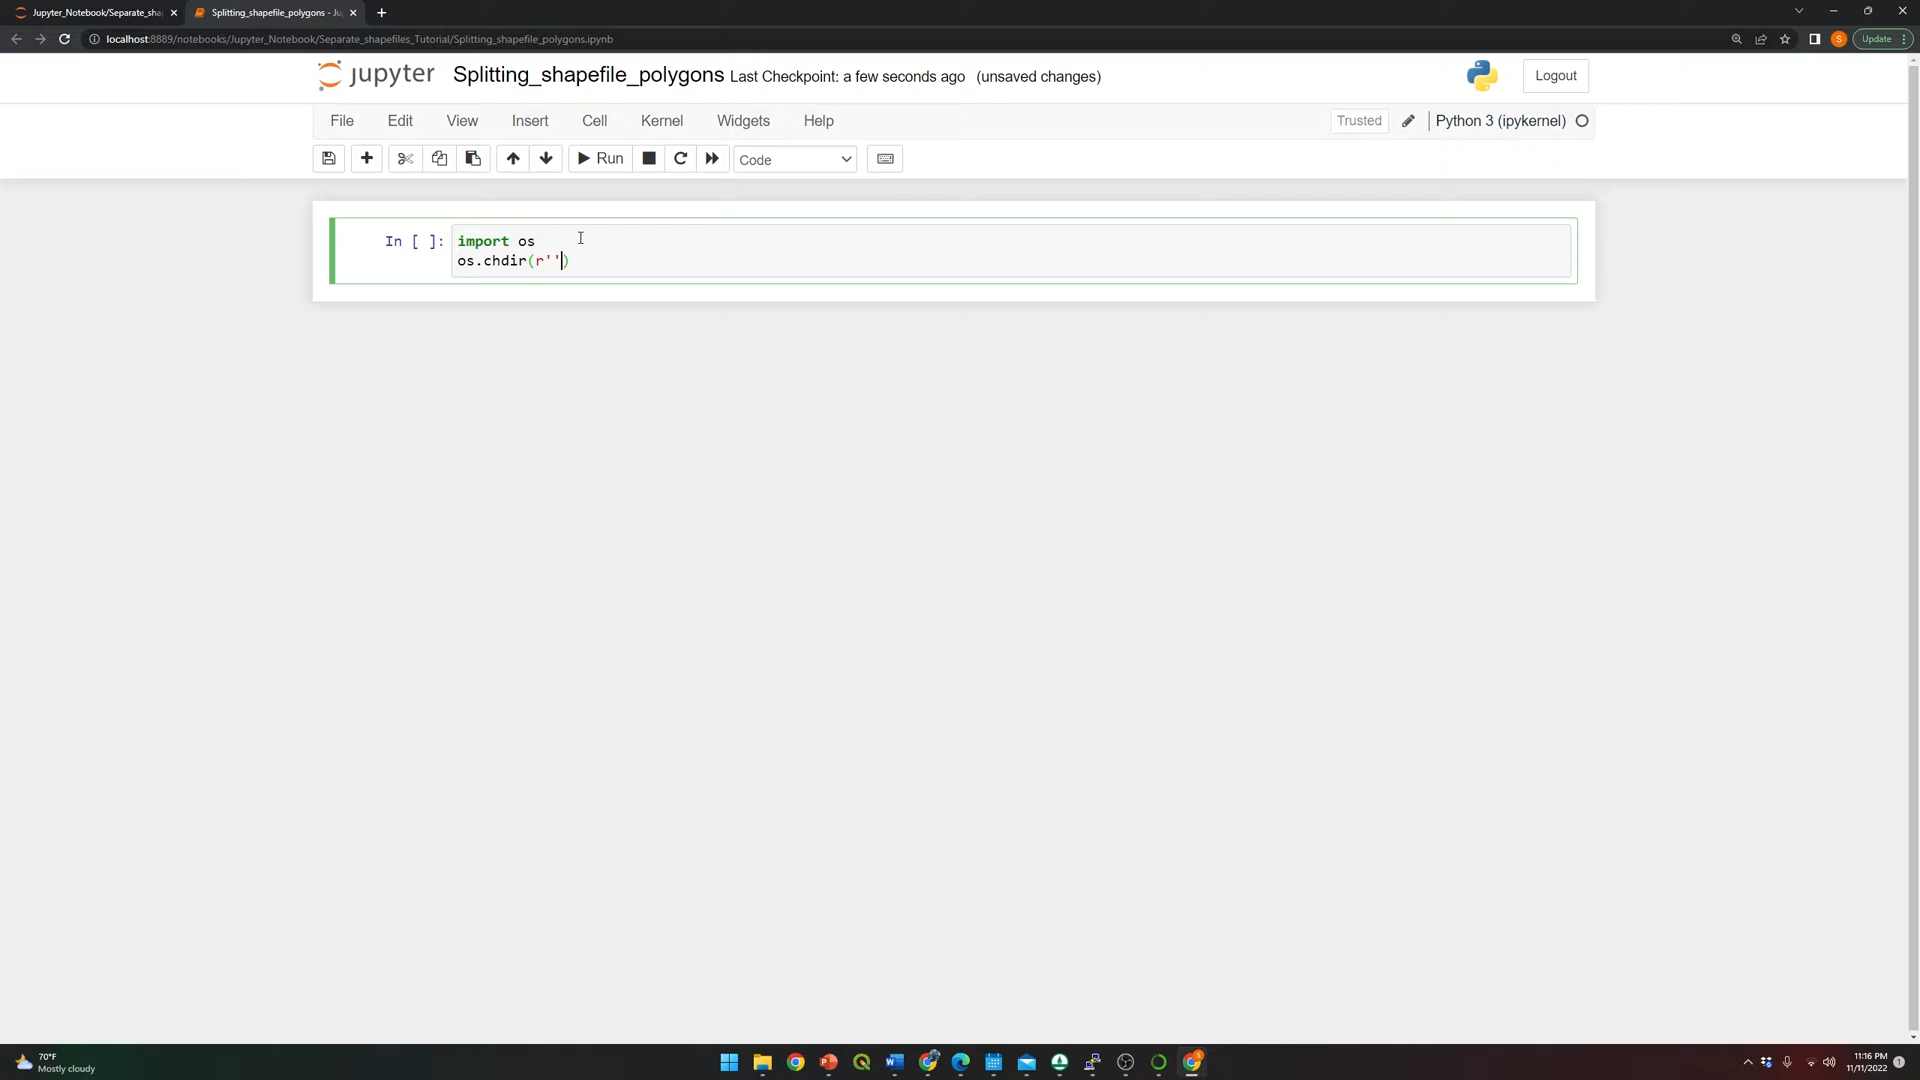 Jupyter_Notebook/Separate_sha
Splitting_shapefile_polygons - Ju
localhost:8889/notebooks/Jupyter_Notebook/Separate_shapefiles_Tutorial/Splitting_shapefile_polygons.ipynb
S
Update
jupyter
Splitting_shapefile_polygons Last Checkpoint: a few seconds ago (unsaved changes)
Logout
File Edit View Insert Cell Kernel Widgets Help
Trusted
Python 3 (ipykernel)
Run
Code
In [ ]: import os
os.chdir(r'')
70°F
Mostly cloudy
11:16 PM
11/11/2022
1